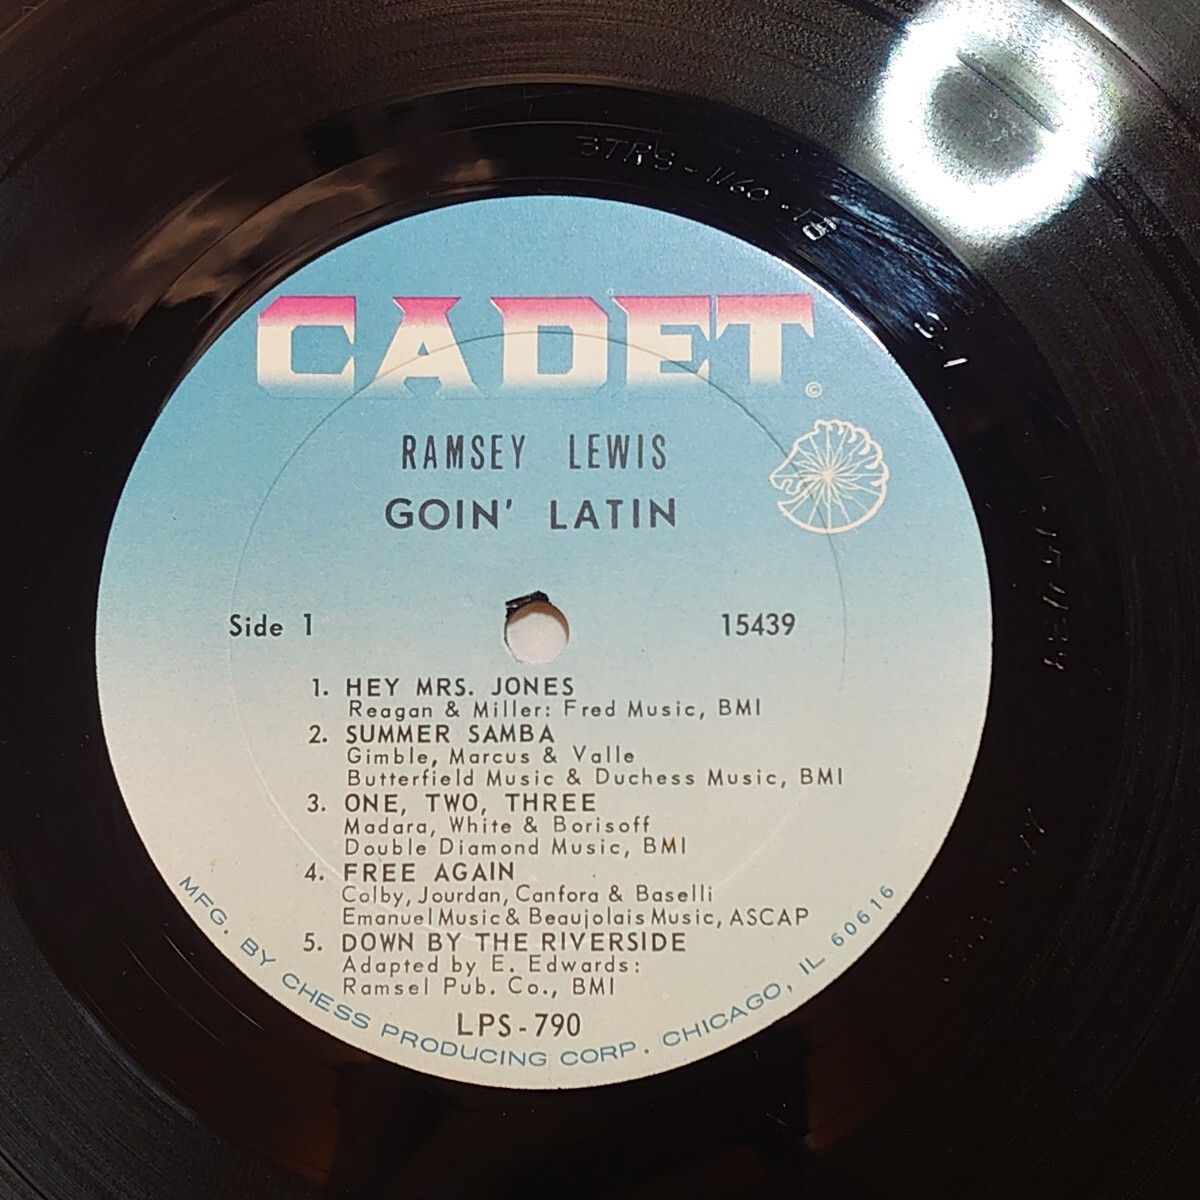 CADET
©
RAMSEY LEWIS
GOIN' LATIN
Side 1
15439
1. HEY MRS. JONES
Reagan & Miller: Fred Music, BMI
2. SUMMER SAMBA
Gimble, Marcus & Valle
Butterfield Music & Duchess Music, BMI
3. ONE, TWO, THREE
Madara, White & Borisoff
Double Diamond Music, BMI
4. FREE AGAIN
Colby, Jourdan, Canfora & Baselli
Emanuel Music & Beaujolais Music, ASCAP
5. DOWN BY THE RIVERSIDE
Adapted by E. Edwards:
Ramsel Pub. Co., BMI
LPS-790
MFG. BY CHESS PRODUCING CORP. CHICAGO, IL 60616
S-1